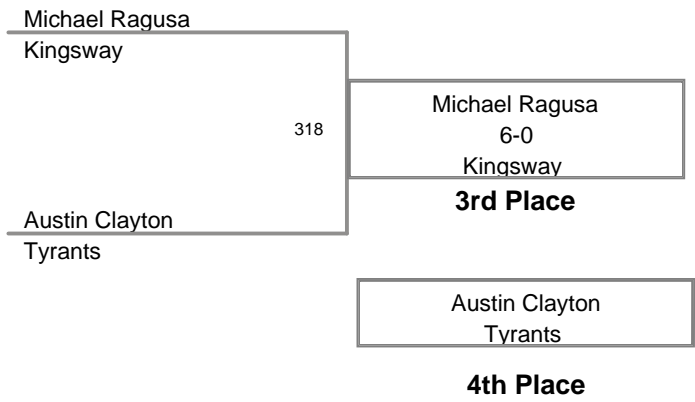 Michael Ragusa
Kingsway
318
Michael Ragusa
6-0
Kingsway
3rd Place
Austin Clayton
Tyrants
Austin Clayton
Tyrants
4th Place